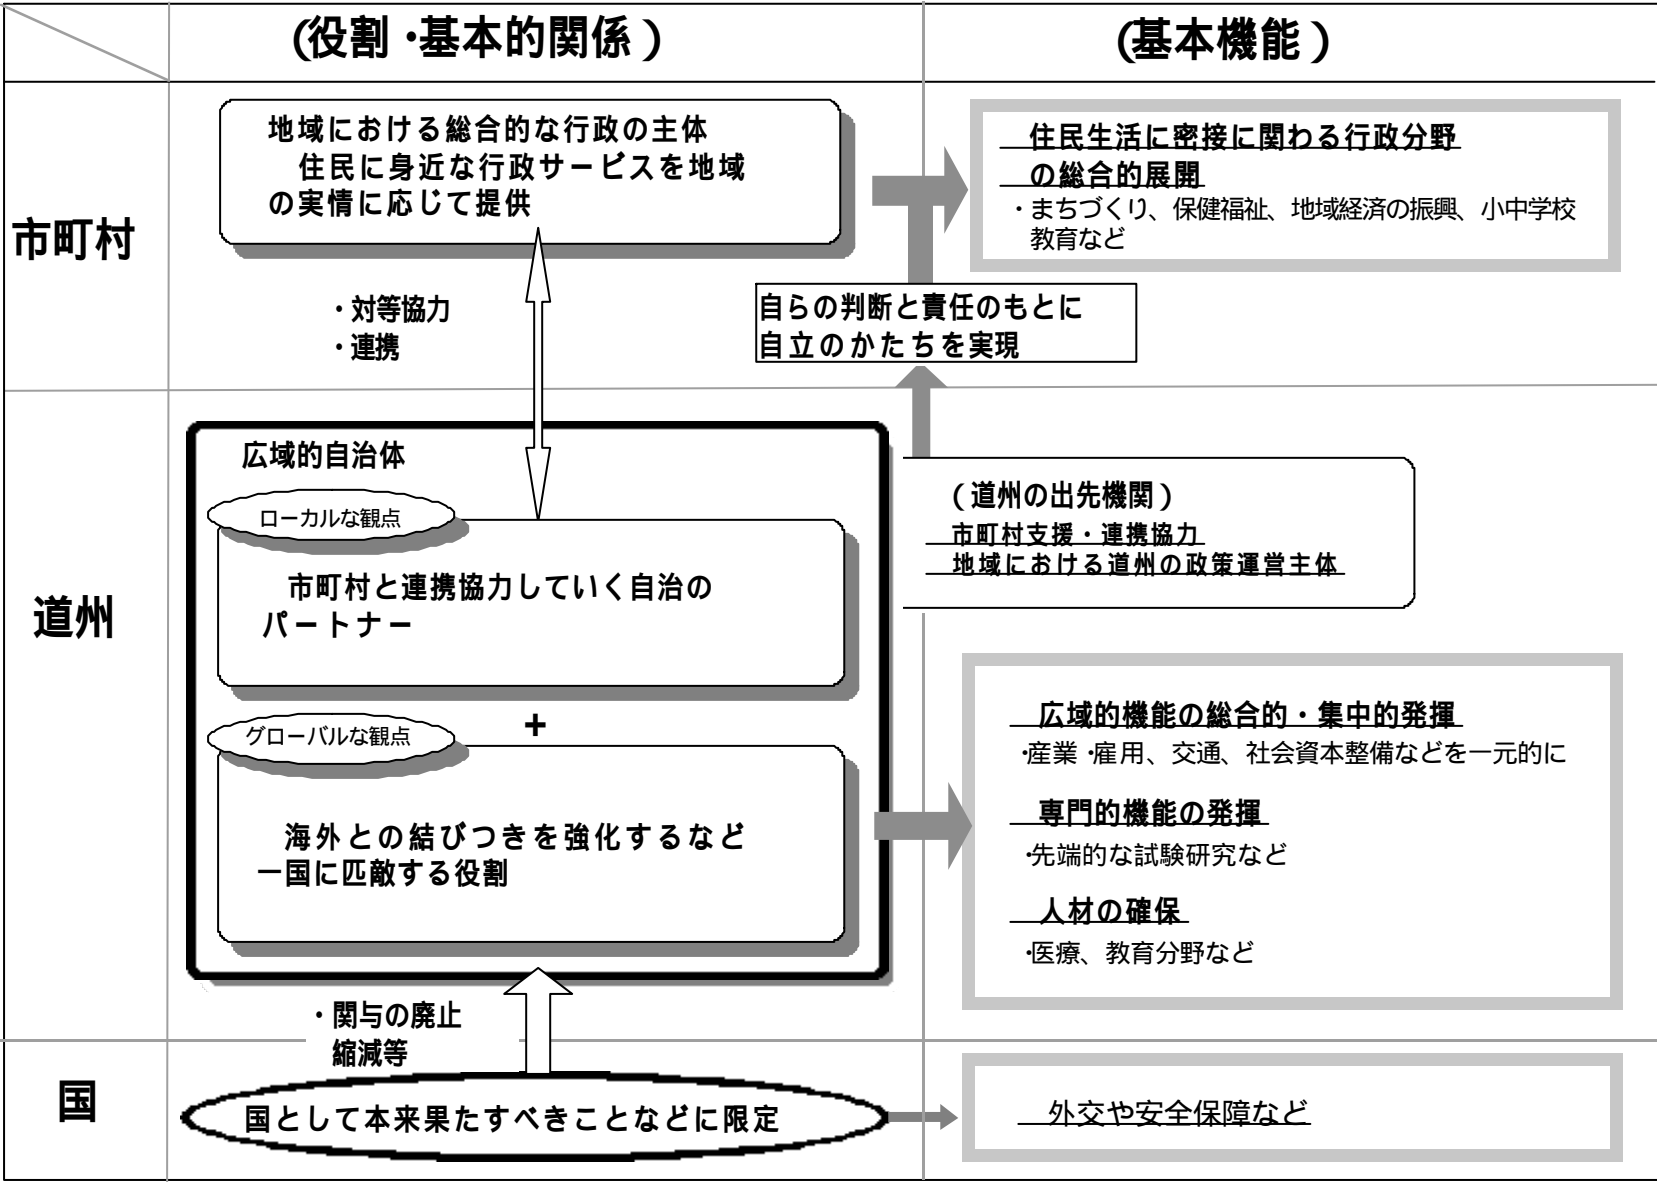 (役割・基本的関係)
(基本機能)
市町村
地域における総合的な行政の主体
住民に身近な行政サービスを地域
の実情に応じて提供
住民生活に密接に関わる行政分野
の総合的展開
・まちづくり、保健福祉、地域経済の振興、小中学校
教育など
・対等協力
・連携
自らの判断と責任のもとに
自立のかたちを実現
道州
広域的自治体
ローカルな観点
市町村と連携協力していく自治の
パートナー
+
グローバルな観点
海外との結びつきを強化するなど
一国に匹敵する役割
(道州の出先機関)
市町村支援・連携協力
地域における道州の政策運営主体
広域的機能の総合的・集中的発揮
・産業・雇用、交通、社会資本整備などを一元的に
専門的機能の発揮
・先端的な試験研究など
人材の確保
・医療、教育分野など
・関与の廃止
縮減等
国
国として本来果たすべきことなどに限定
外交や安全保障など